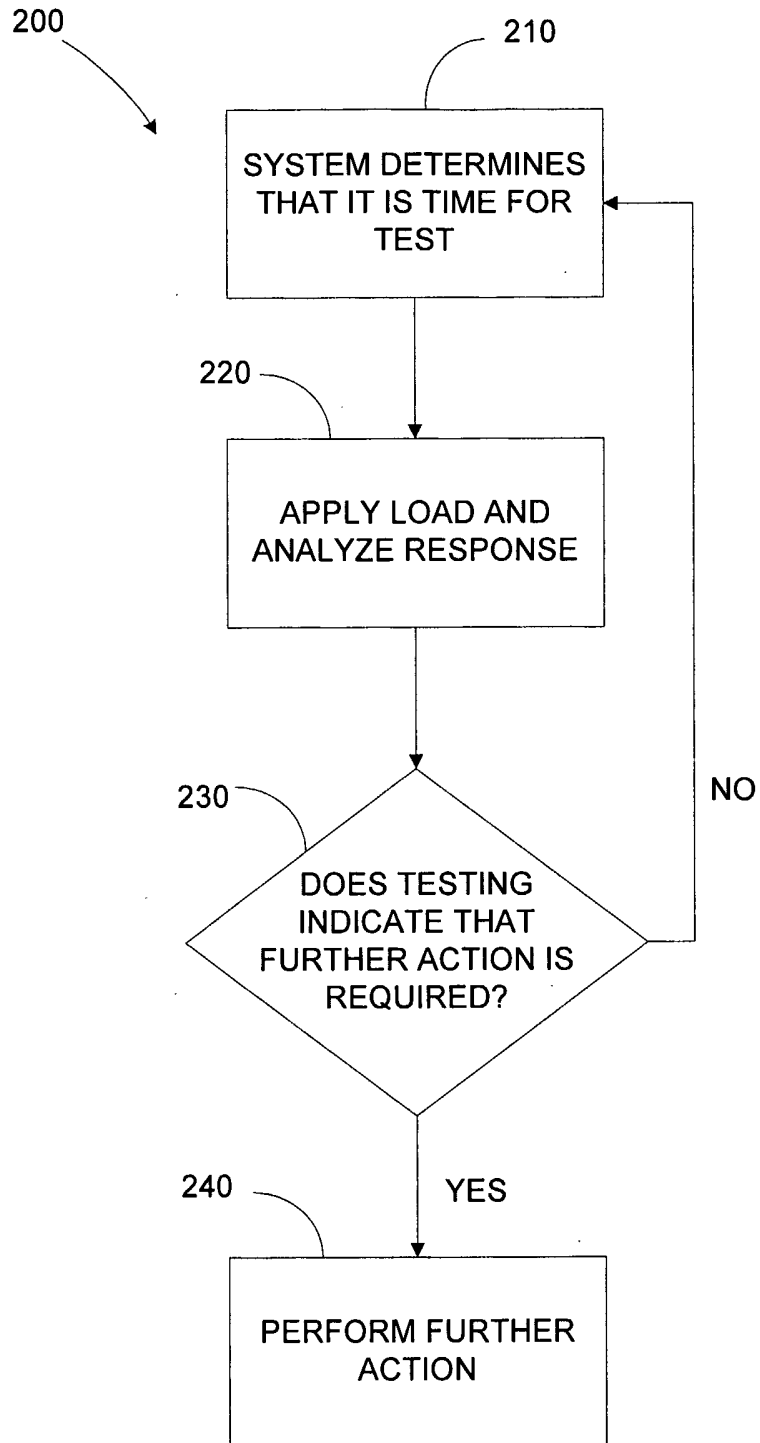 200
210
SYSTEM DETERMINES
THAT IT IS TIME FOR
TEST
220
APPLY LOAD AND
ANALYZE RESPONSE
230
NO
DOES TESTING
INDICATE THAT
FURTHER ACTION IS
REQUIRED?
240
YES
PERFORM FURTHER
ACTION